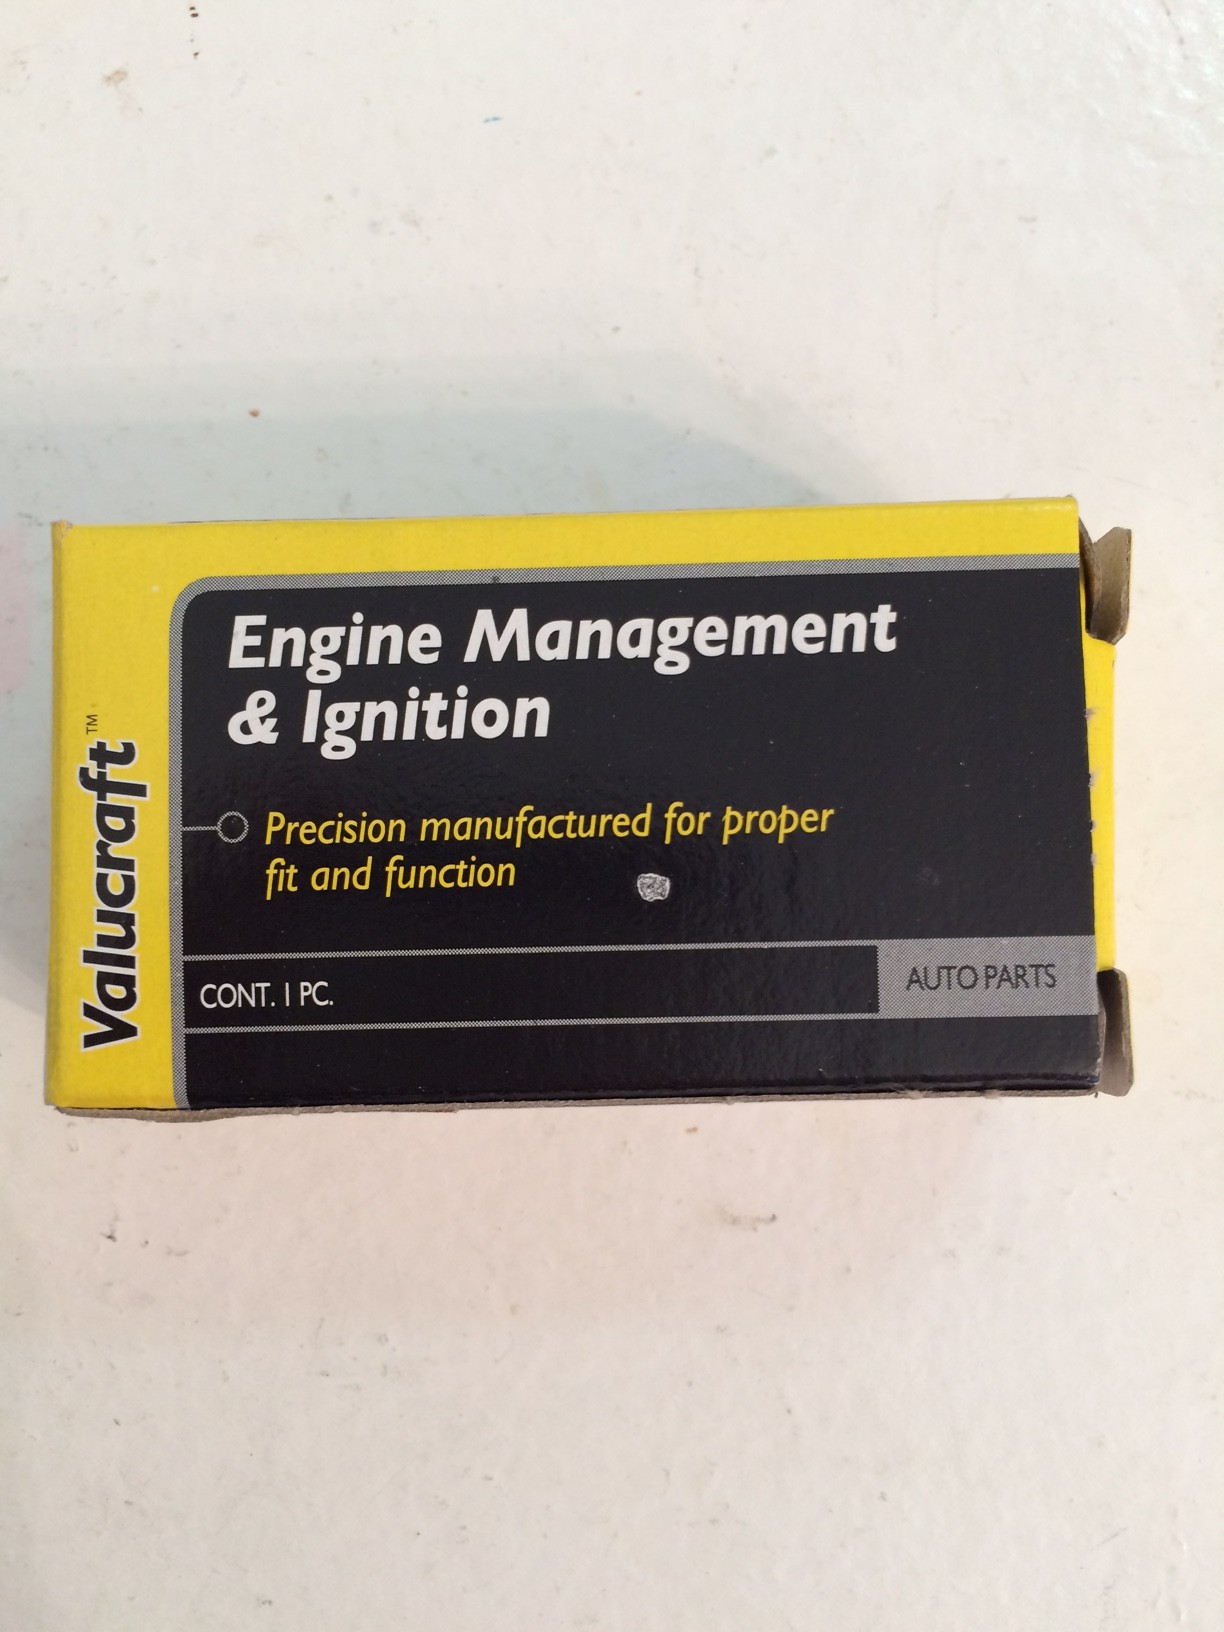 Valucraft™
Engine Management
& Ignition
Precision manufactured for proper
fit and function
CONT. 1 PC.
AUTO PARTS